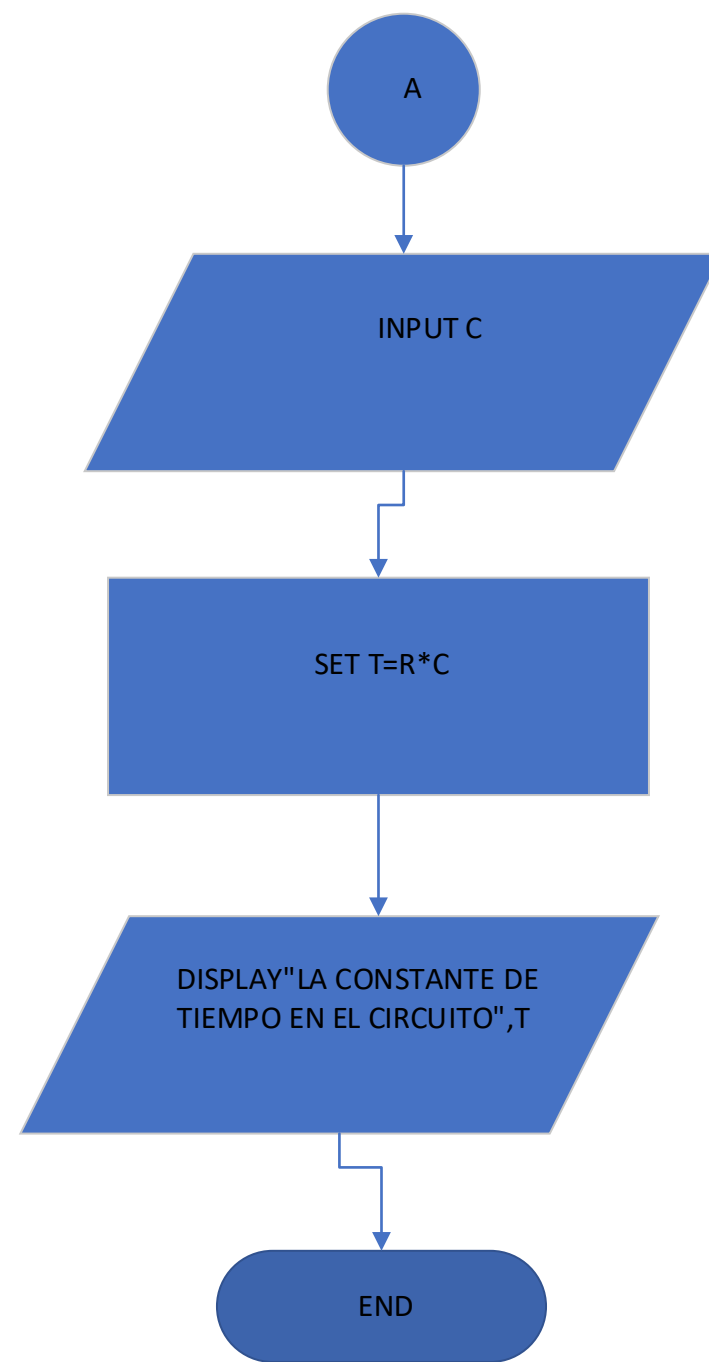 A
INPUT C
SET T=R*C
DISPLAY"LA CONSTANTE DE
TIEMPO EN EL CIRCUITO",T
END